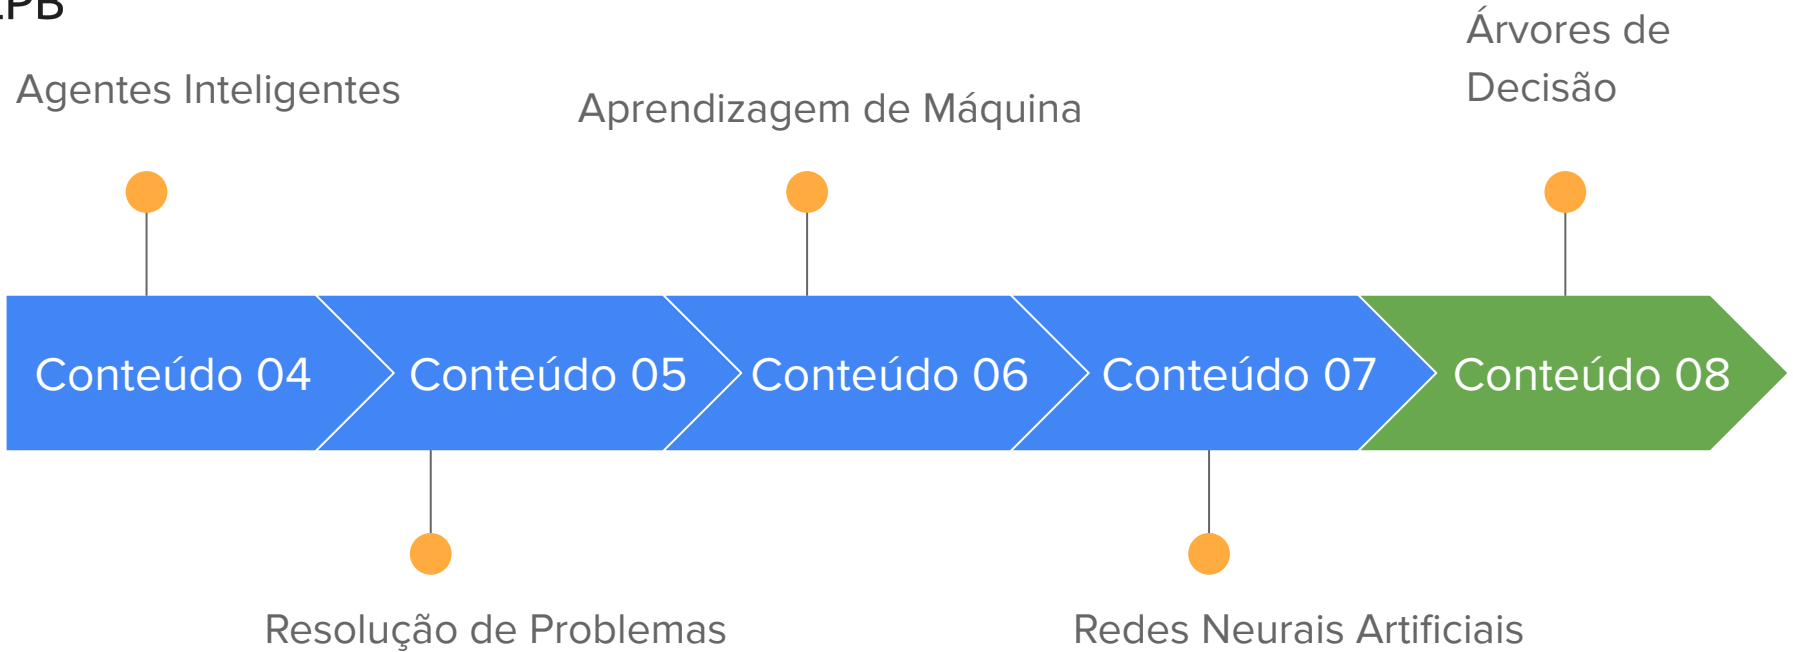 Agentes Inteligentes
Aprendizagem de Máquina
Árvores de
Decisão
Conteúdo 04
Conteúdo 05
Conteúdo 06
Conteúdo 07
Conteúdo 08
Resolução de Problemas
Redes Neurais Artificiais